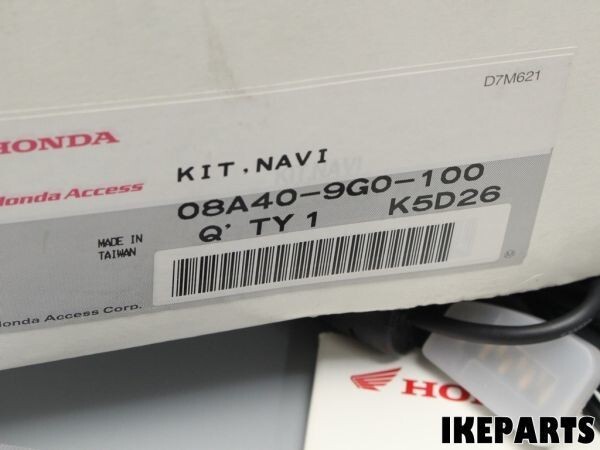 D7M621
HONDA
KIT,NAVI
Honda Access
08A40-9G0-100
Q'TY 1 K5D26
MADE IN
TAIWAN
Honda Access Corp.
HO
IKEPARTS